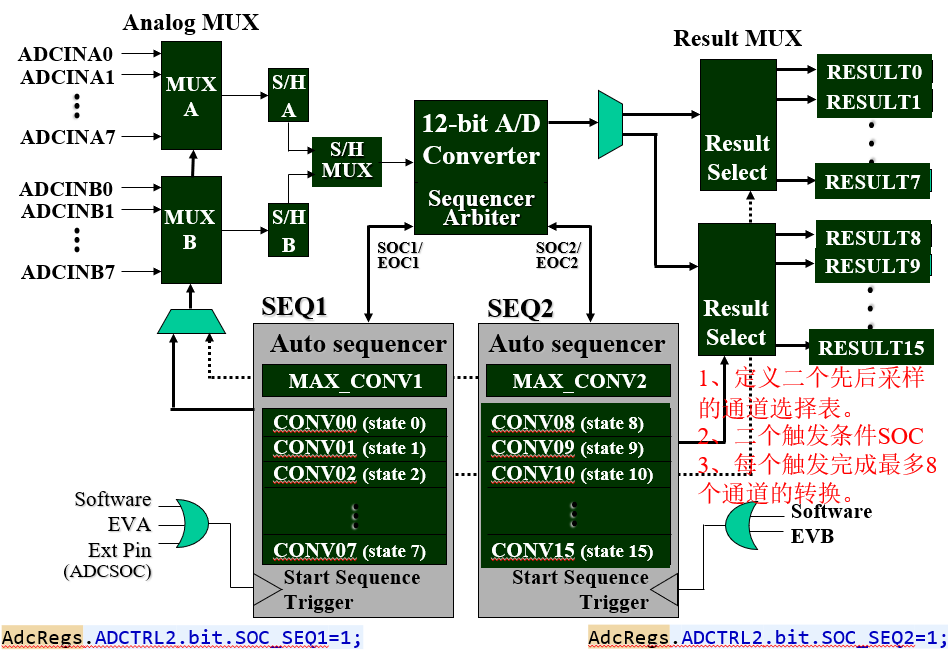 Analog MUX
Result MUX
ADCINA0
ADCINA1
ADCINA7
MUX
A
S/H
A
ADCINB0
ADCINB1
ADCINB7
MUX
B
S/H
B
S/H
MUX
12-bit A/D
Converter
Sequencer
Arbiter
Result
Select
RESULT0
RESULT1
RESULT7
Result
Select
RESULT8
RESULT9
RESULT15
SOC1/
EOC1
SOC2/
EOC2
SEQ1
Auto sequencer
MAX_CONV1
CONV00 (state 0)
CONV01 (state 1)
CONV02 (state 2)
CONV07 (state 7)
Start Sequence
Trigger
SEQ2
Auto sequencer
MAX_CONV2
CONV08 (state 8)
CONV09 (state 9)
CONV10 (state 10)
CONV15 (state 15)
Start Sequence
Trigger
1、定义二个先后采样
的通道选择表。
2、二个触发条件SOC
3、每个触发完成最多8
个通道的转换。
Software
EVA
Ext Pin
(ADCSOC)
Software
EVB
AdcRegs.ADCTRL2.bit.SOC_SEQ1=1;
AdcRegs.ADCTRL2.bit.SOC_SEQ2=1;